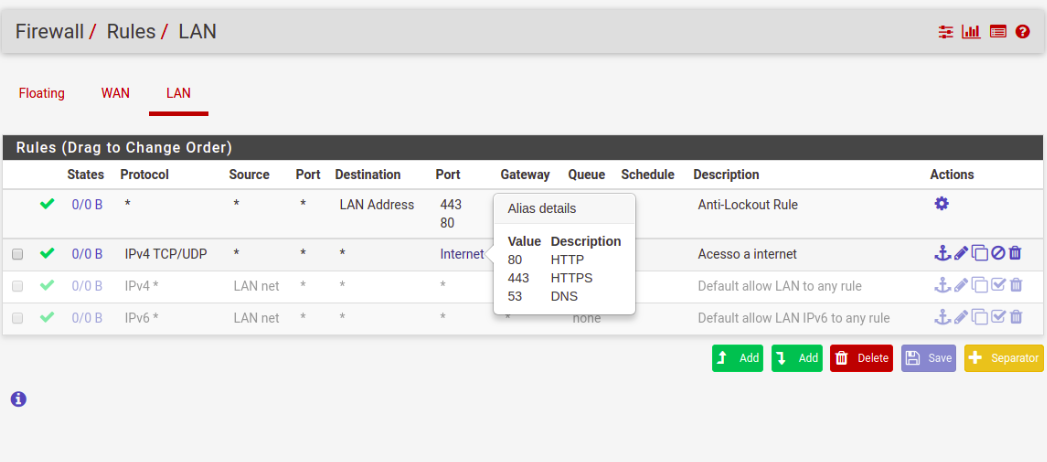 Firewall / Rules / LAN
Floating WAN LAN
Rules (Drag to Change Order)
States Protocol Source Port Destination Port Gateway Queue Schedule Description Actions
0/0 B * * * LAN Address 443 Anti-Lockout Rule
80
0/0 B IPv4 TCP/UDP * * * Internet Acesso a internet
0/0 B IPv4 * LAN net * * * Default allow LAN to any rule
0/0 B IPv6 * LAN net * * * * none Default allow LAN IPv6 to any rule
Alias details
Value Description
80 HTTP
443 HTTPS
53 DNS
Add Add Delete Save Separator